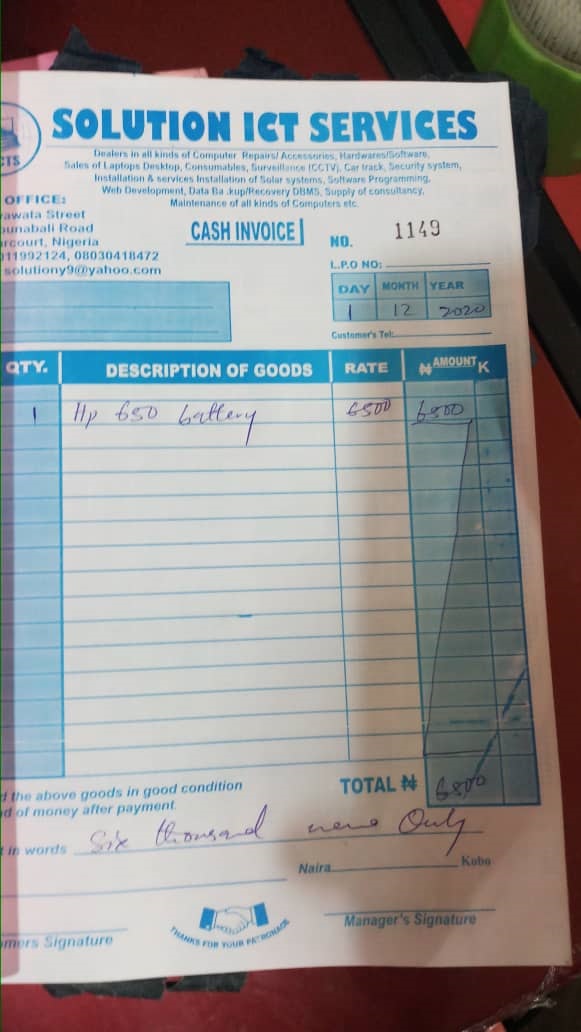 CTS
SOLUTION ICT SERVICES
Dealers in all kinds of Computer Repairs/ Accessories, Hardwares/Software,
Sales of Laptops Desktop, Consumables, Surveillance (CCTV), Car track, Security system,
Installation & services Installation of Solar systems, Software Programming,
Web Development, Data Ba .kup/Recovery DBMS, Supply of consultancy,
Maintenance of all kinds of Computers etc.
OFFICE:
rawala Street
unabali Road
rcourt, Nigeria
011992124, 08030418472
solutiony9@yahoo.com
CASH INVOICE
NO. 1149
L.P.O NO:
DAY MONTH YEAR
1 12 2020
Customer's Tel:
QTY. DESCRIPTION OF GOODS RATE ₦ AMOUNT K
1 Hp 650 battery 6500 6500
TOTAL ₦ 6500
d the above goods in good condition
nd of money after payment
t in words Six thousand Only
Naira Kobo
THANKS FOR YOUR PATRONAGE
omers Signature
Manager's Signature